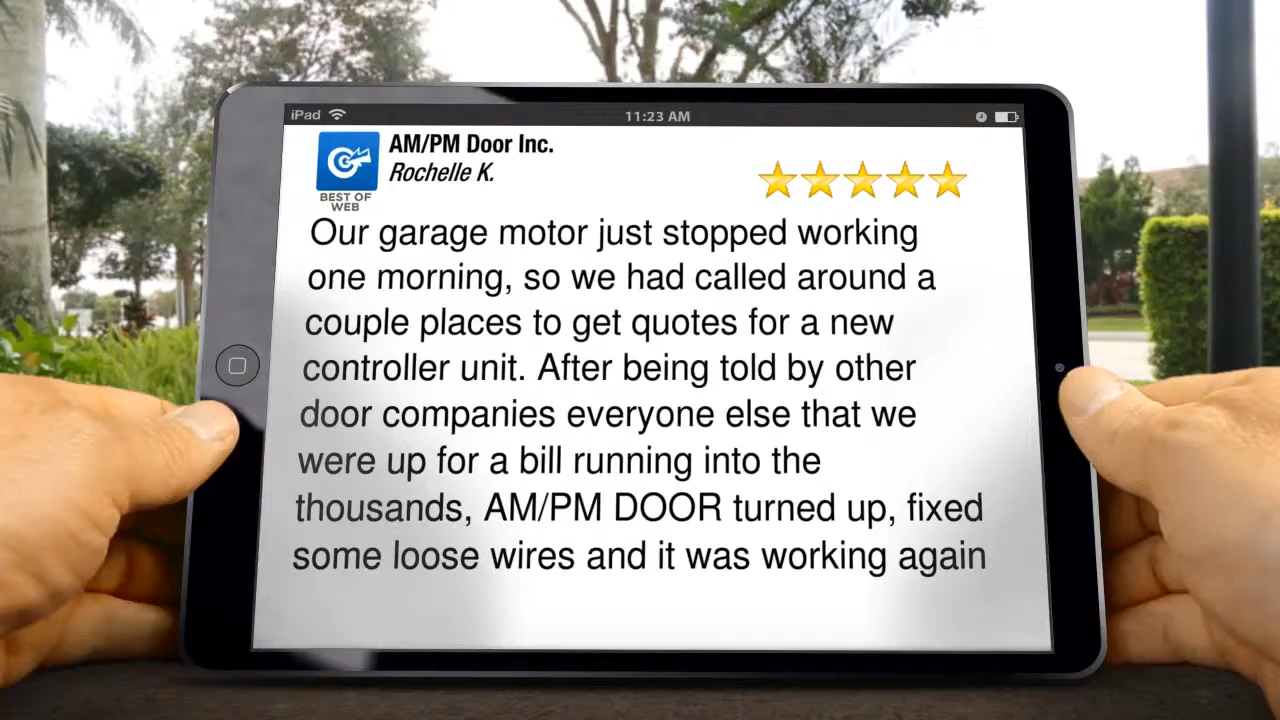 iPad 11:23 AM
AM/PM Door Inc.
Rochelle K.
BEST OF
WEB
Our garage motor just stopped working
one morning, so we had called around a
couple places to get quotes for a new
controller unit. After being told by other
door companies everyone else that we
were up for a bill running into the
thousands, AM/PM DOOR turned up, fixed
some loose wires and it was working again